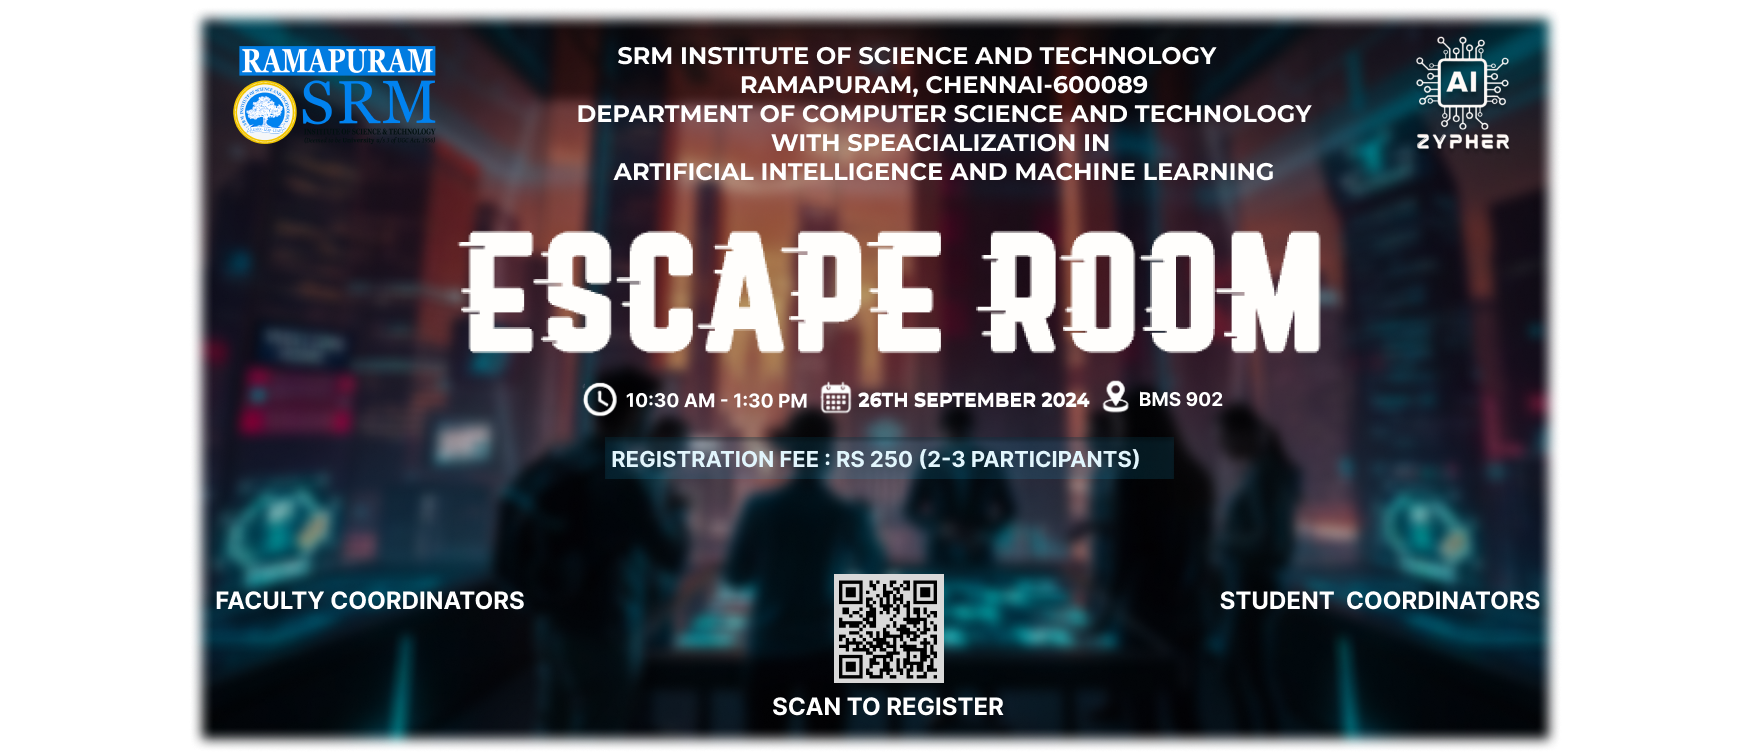 RAMAPURAM
SRM
SRM INSTITUTE OF SCIENCE AND TECHNOLOGY
RAMAPURAM, CHENNAI-600089
DEPARTMENT OF COMPUTER SCIENCE AND TECHNOLOGY
WITH SPEACIALIZATION IN
ARTIFICIAL INTELLIGENCE AND MACHINE LEARNING
AI
ZYPHER
ESCAPE ROOM
10:30 AM - 1:30 PM 26TH SEPTEMBER 2024 BMS 902
REGISTRATION FEE : RS 250 (2-3 PARTICIPANTS)
FACULTY COORDINATORS
STUDENT COORDINATORS
SCAN TO REGISTER